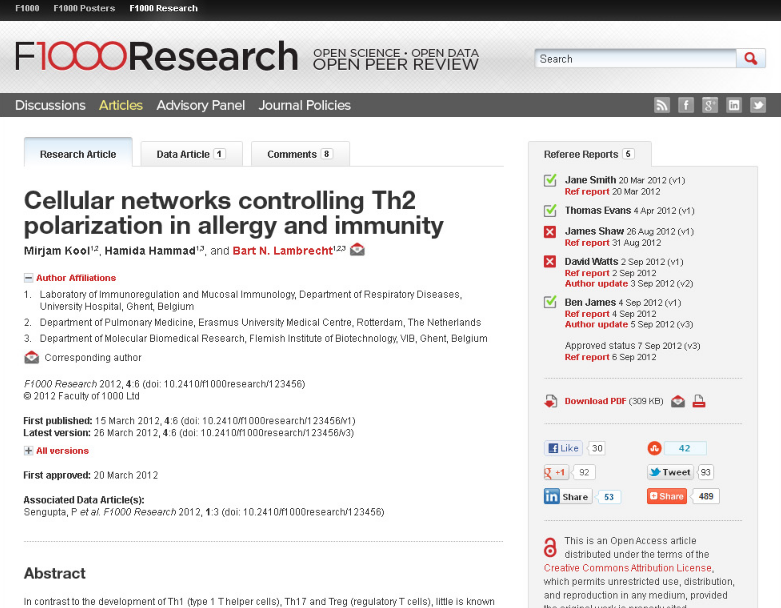 F1000 F1000 Posters F1000 Research
F1000Research
OPEN SCIENCE • OPEN DATA
OPEN PEER REVIEW
Search
Discussions Articles Advisory Panel Journal Policies
Research Article Data Article 1 Comments 8
Cellular networks controlling Th2
polarization in allergy and immunity
Mirjam Kool1,2, Hamida Hammad1,3, and Bart N. Lambrecht1,2,3
Author Affiliations
1. Laboratory of Immunoregulation and Mucosal Immunology, Department of Respiratory Diseases,
University Hospital, Ghent, Belgium
2. Department of Pulmonary Medicine, Erasmus University Medical Centre, Rotterdam, The Netherlands
3. Department of Molecular Biomedical Research, Flemish Institute of Biotechnology, VIB, Ghent, Belgium
Corresponding author
F1000 Research 2012, 4:6 (doi: 10.2410/f1000research/123456)
© 2012 Faculty of 1000 Ltd
First published: 15 March 2012, 4:6 (doi: 10.2410/f1000research/123456/v1)
Latest version: 26 March 2012, 4:6 (doi: 10.2410/f1000research/123456/v3)
All versions
First approved: 20 March 2012
Associated Data Article(s):
Sengupta, P et al. F1000 Research 2012, 1:3 (doi: 10.2410/f1000research/123456)
Abstract
In contrast to the development of Th1 (type 1 T helper cells), Th17 and Treg (regulatory T cells), little is known
Referee Reports 5
Jane Smith 20 Mar 2012 (v1)
Ref report 20 Mar 2012
Thomas Evans 4 Apr 2012 (v1)
James Shaw 26 Aug 2012 (v1)
Ref report 31 Aug 2012
David Watts 2 Sep 2012 (v1)
Ref report 2 Sep 2012
Author update 3 Sep 2012 (v2)
Ben James 4 Sep 2012 (v1)
Ref report 4 Sep 2012
Author update 5 Sep 2012 (v3)
Approved status 7 Sep 2012 (v3)
Ref report 6 Sep 2012
Download PDF (309 KB)
Like 30 42
+1 92 Tweet 93
Share 53 Share 489
This is an Open Access article
distributed under the terms of the
Creative Commons Attribution License,
which permits unrestricted use, distribution,
and reproduction in any medium, provided
the original work is properly cited